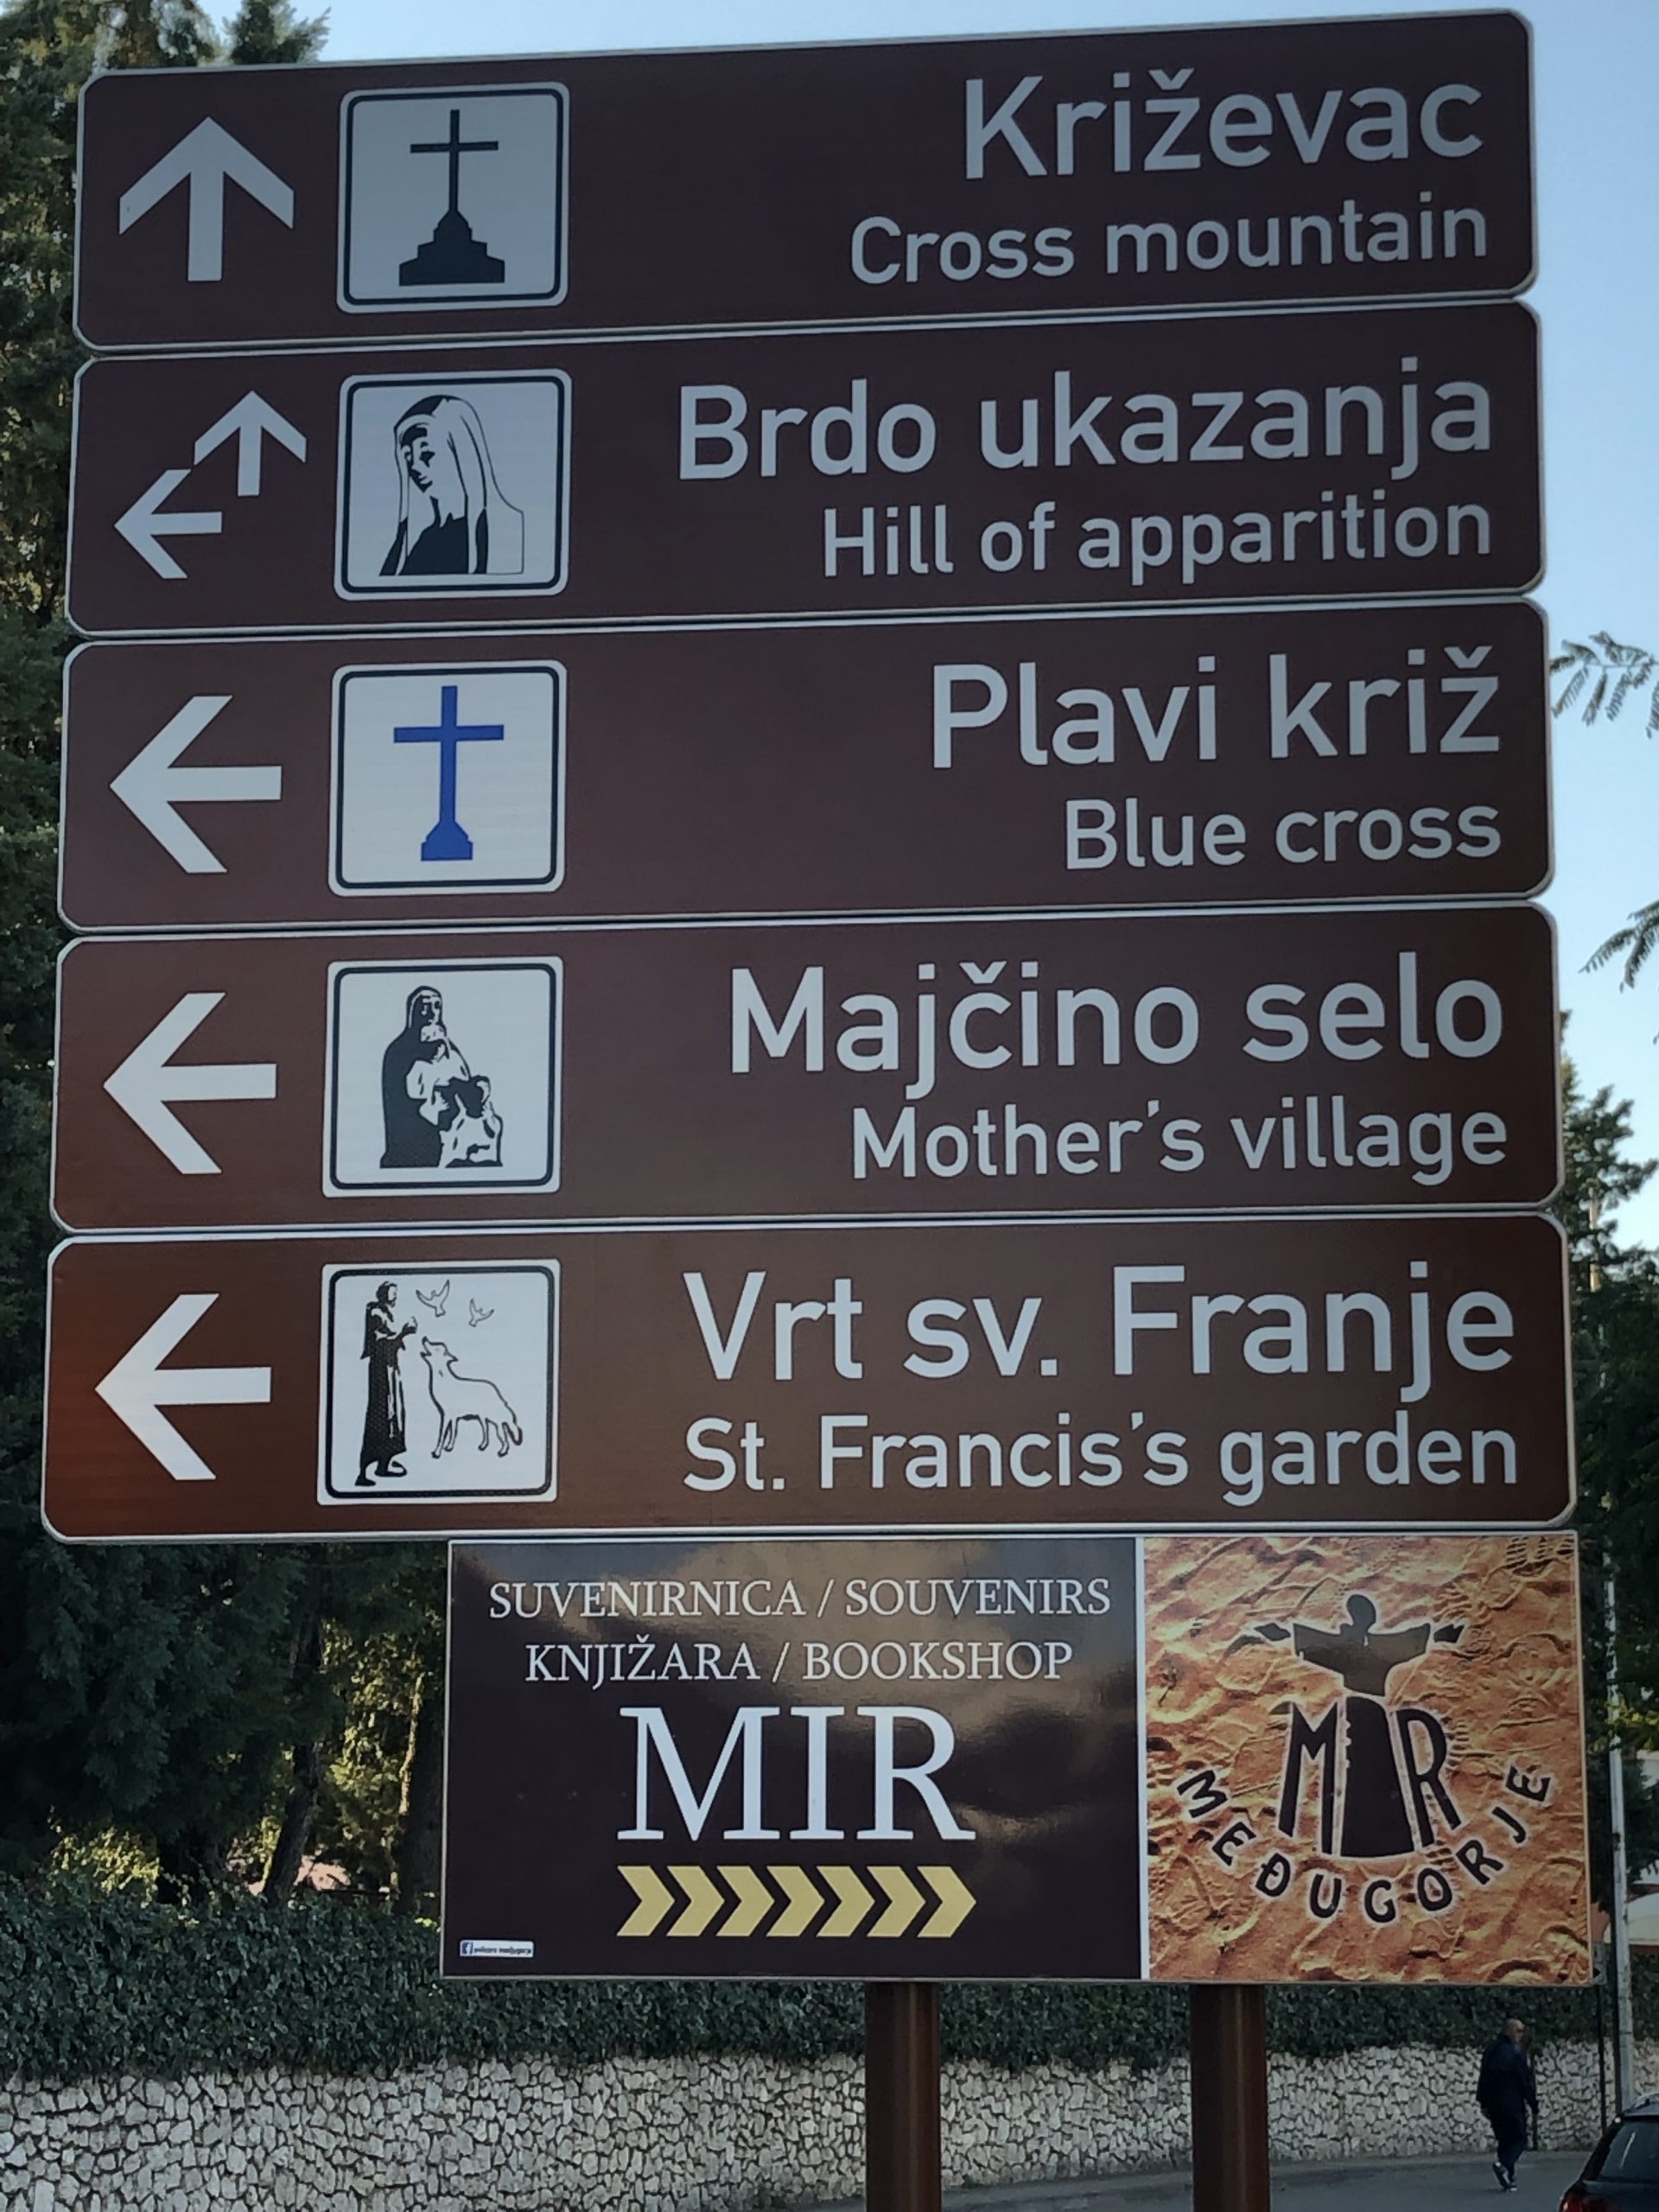 Križevac
Cross mountain
Brdo ukazanja
Hill of apparition
Plavi križ
Blue cross
Majčino selo
Mother's village
Vrt sv. Franje
St. Francis's garden
SUVENIRNICA / SOUVENIRS
KNJIŽARA / BOOKSHOP
MIR
MIR
MEĐUGORJE